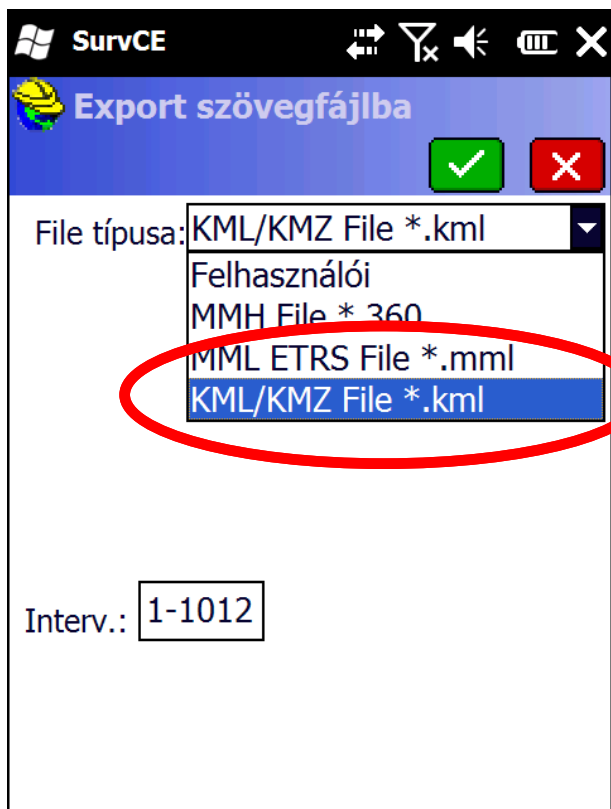 SurvCE
Export szövegfájlba
File típusa: KML/KMZ File *.kml
Felhasználói
MMH File *.360
MML ETRS File *.mml
KML/KMZ File *.kml
Interv.: 1-1012